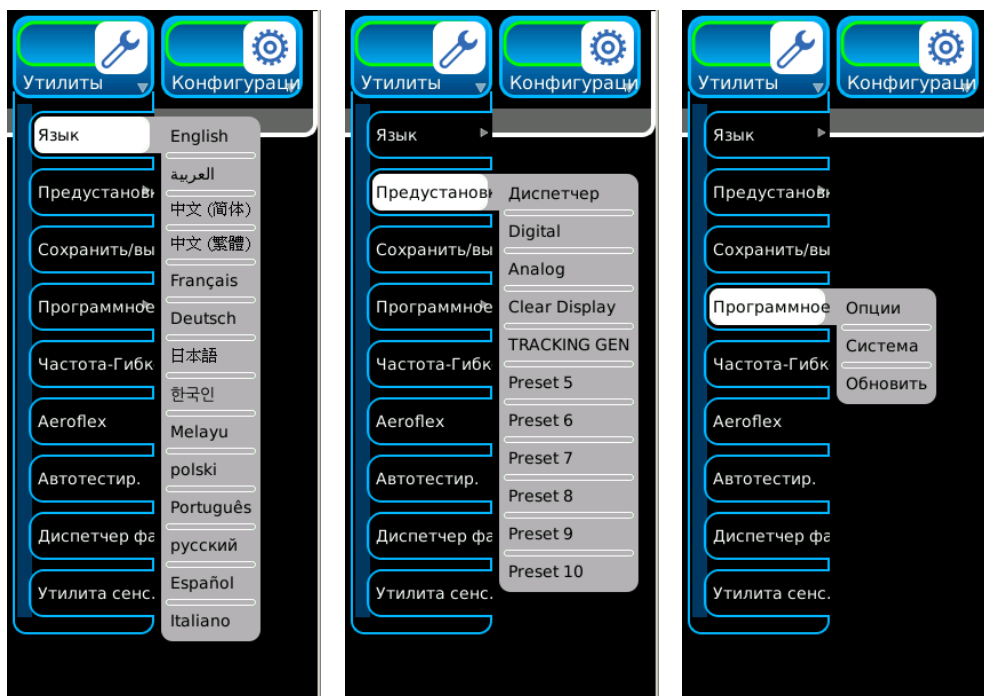 Утилиты
Конфигураци
Язык
Предустановк
Сохранить/вы
Программное
Частота-Гибк
Aeroflex
Автотестир.
Диспетчер фа
Утилита сенс.
English
العربية
中文 (简体)
中文 (繁體)
Français
Deutsch
日本語
한국인
Melayu
polski
Português
русский
Español
Italiano
Утилиты
Конфигураци
Язык
Предустановк
Сохранить/вы
Программное
Частота-Гибк
Aeroflex
Автотестир.
Диспетчер фа
Утилита сенс.
Диспетчер
Digital
Analog
Clear Display
TRACKING GEN
Preset 5
Preset 6
Preset 7
Preset 8
Preset 9
Preset 10
Утилиты
Конфигураци
Язык
Предустановк
Сохранить/вы
Программное
Частота-Гибк
Aeroflex
Автотестир.
Диспетчер фа
Утилита сенс.
Опции
Система
Обновить